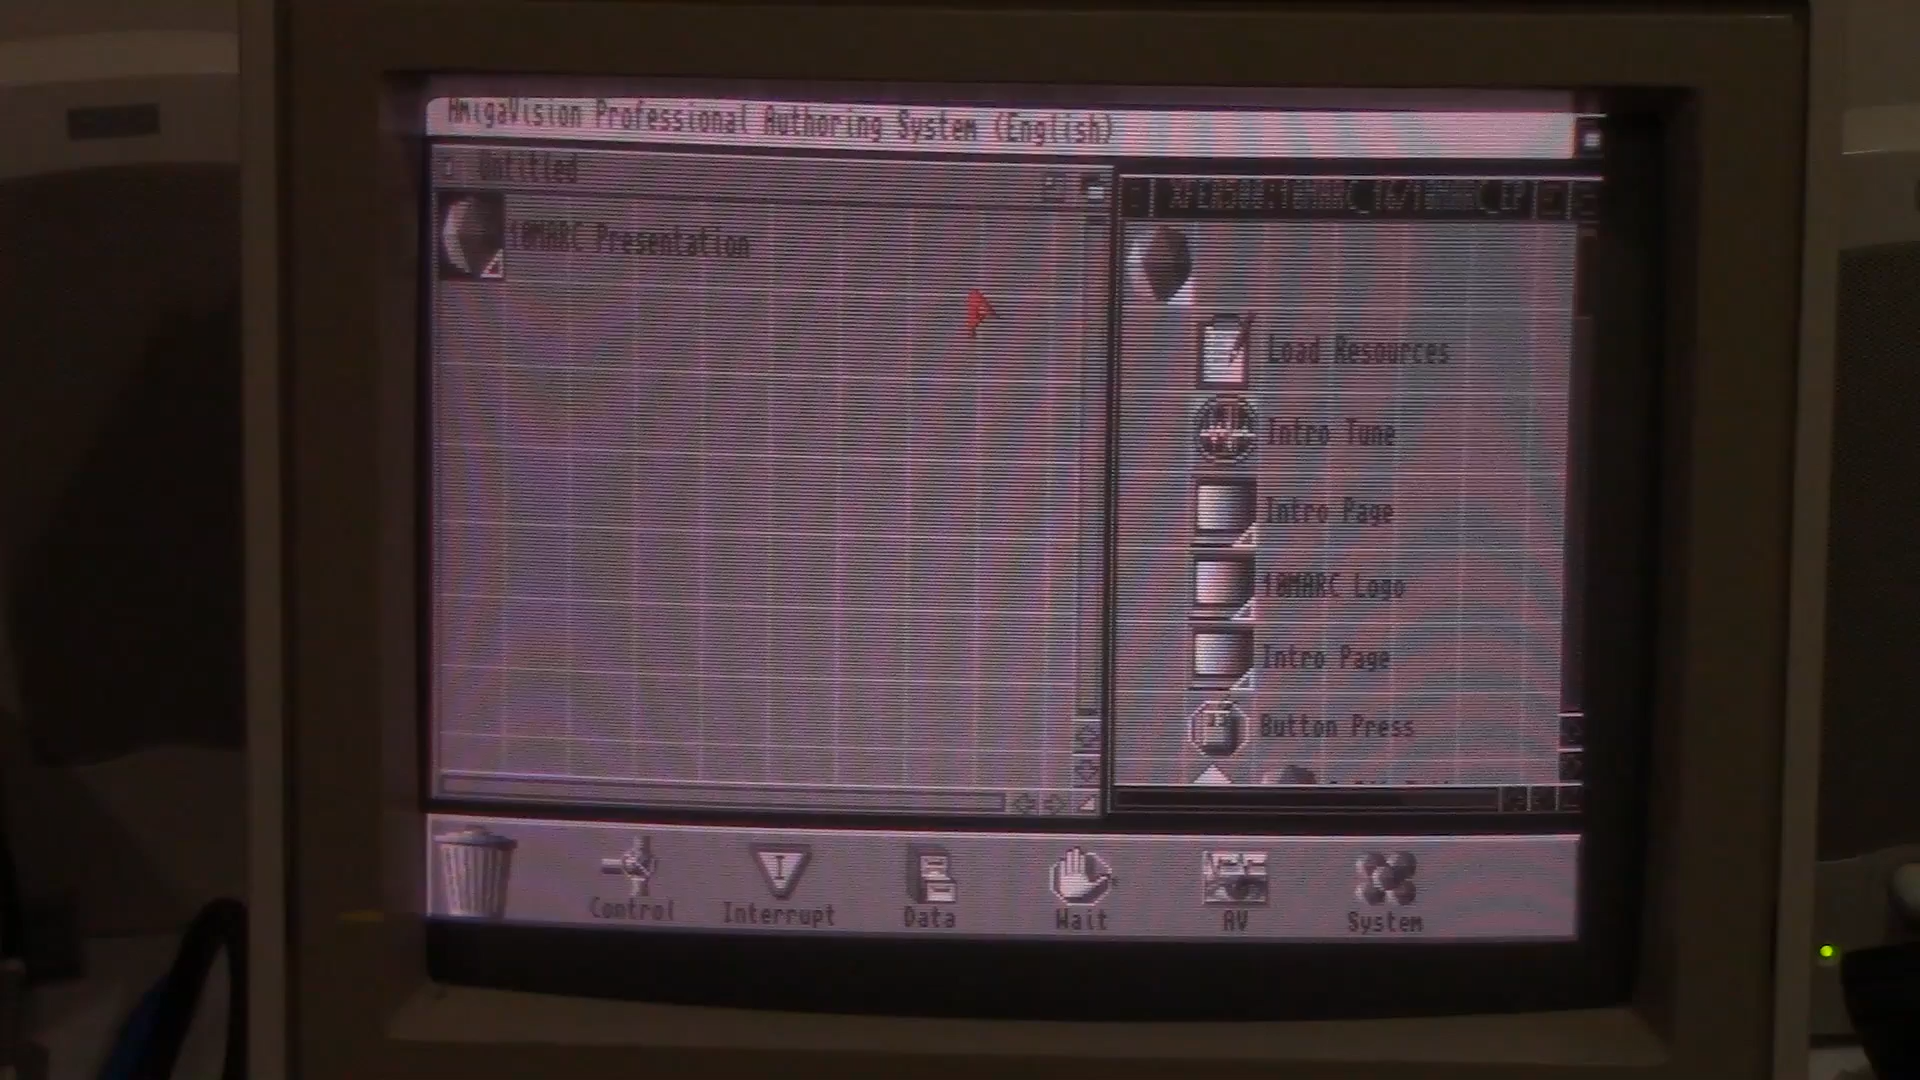 AmigaVision Professional Authoring System (English)
Untitled
10MARC Presentation
Load Resources
Intro Tune
Intro Page
10MARC Logo
Intro Page
Button Press
Control
Interrupt
Data
Wait
AV
System